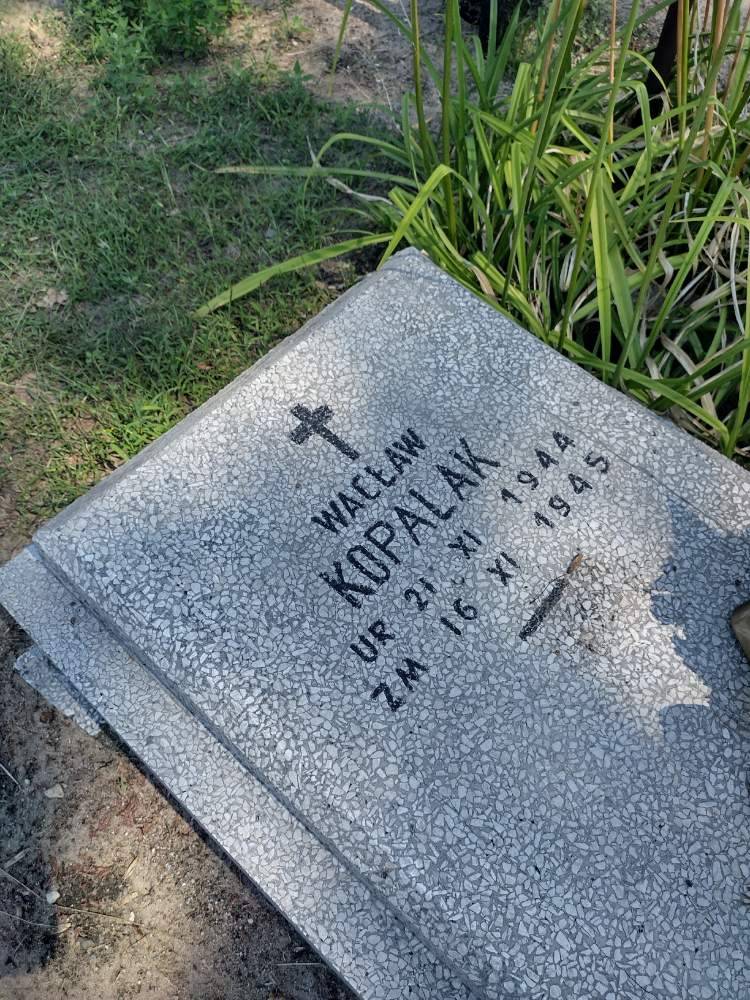 WACŁAW
KOPALAK
UR 21 XI 1944
ZM 16 XI 1945